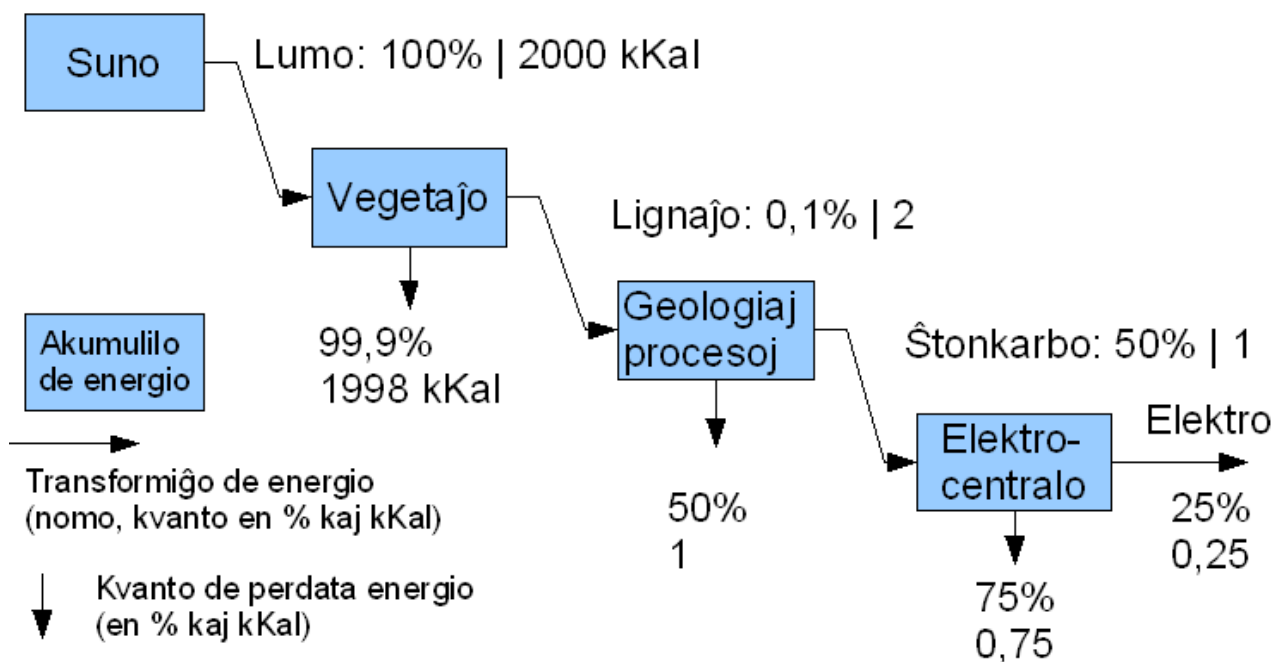 Suno
Lumo: 100% | 2000 kKal
Vegetaĵo
Lignaĵo: 0,1% | 2
99,9%
1998 kKal
Geologiaj
procesoj
Ŝtonkarbo: 50% | 1
50%
1
Elektro-
centralo
Elektro
25%
0,25
75%
0,75
Akumulilo
de energio
Transformiĝo de energio
(nomo, kvanto en % kaj kKal)
Kvanto de perdata energio
(en % kaj kKal)